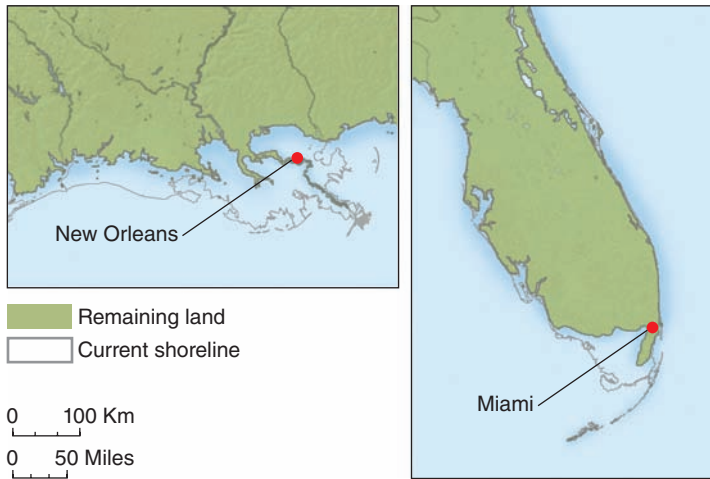 New Orleans
Remaining land
Current shoreline
0 100 Km
0 50 Miles
Miami